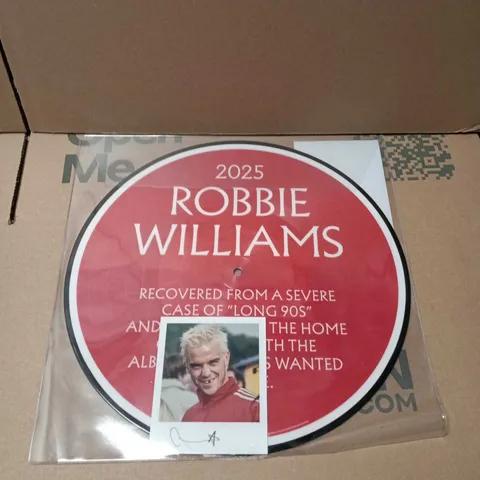 Open
Me
2025
ROBBIE
WILLIAMS
RECOVERED FROM A SEVERE
CASE OF "LONG 90S"
AND THE HOME
TH THE
ALB S WANTED
N
COM